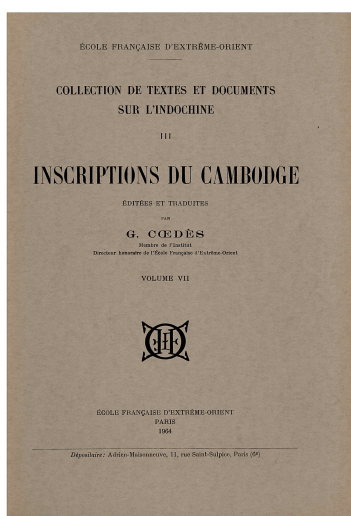 ÉCOLE FRANÇAISE D'EXTRÊME-ORIENT
COLLECTION DE TEXTES ET DOCUMENTS
SUR L'INDOCHINE
III
INSCRIPTIONS DU CAMBODGE
ÉDITÉES ET TRADUITES
PAR
G. CŒDÈS
Membre de l'Institut
Directeur honoraire de l'École Française d'Extrême-Orient
VOLUME VII
ÉCOLE FRANÇAISE D'EXTRÊME-ORIENT
PARIS
1964
Dépositaire: Adrien-Maisonneuve, 11, rue Saint-Sulpice, Paris (6e)